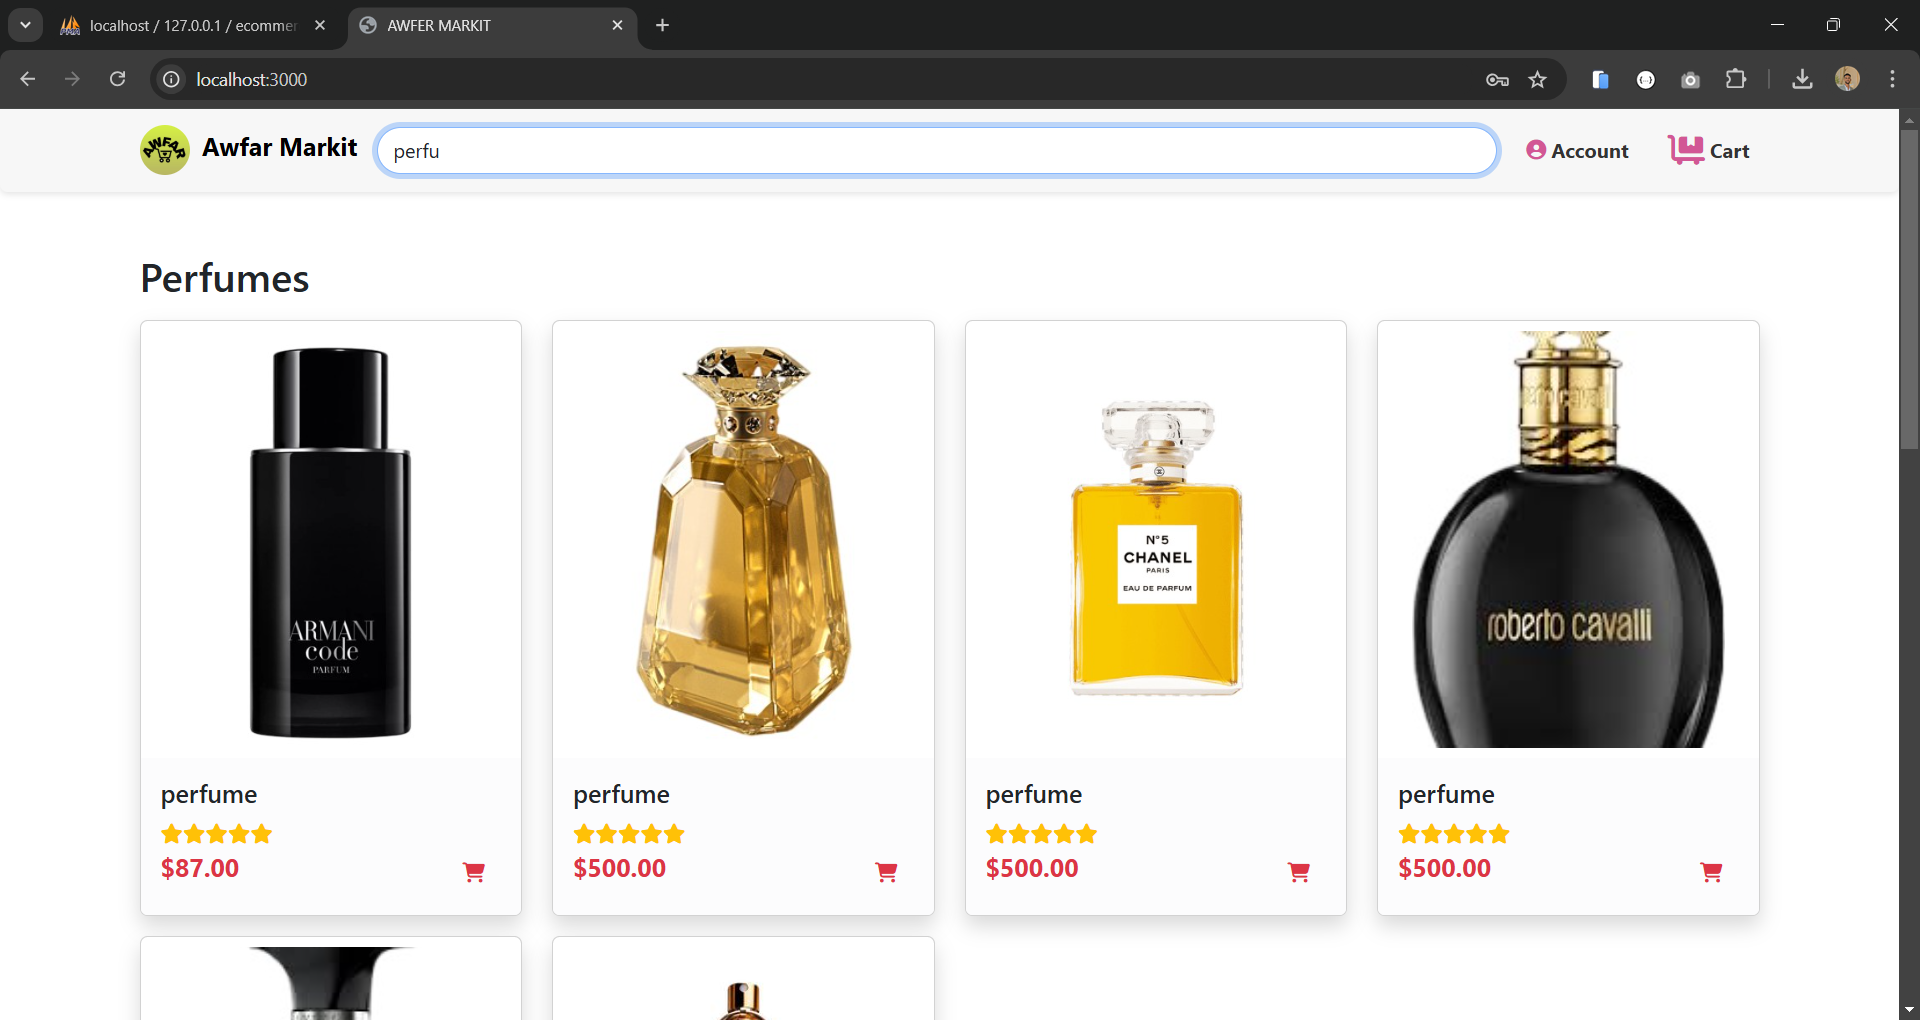 localhost / 127.0.0.1 / ecommer
AWFER MARKIT
localhost:3000
AWFAR
Awfar Markit
perfu
Account
Cart
Perfumes
ARMANI
code
PARFUM
N°5
CHANEL
PARIS
EAU DE PARFUM
roberto cavalli
perfume
$87.00
perfume
$500.00
perfume
$500.00
perfume
$500.00